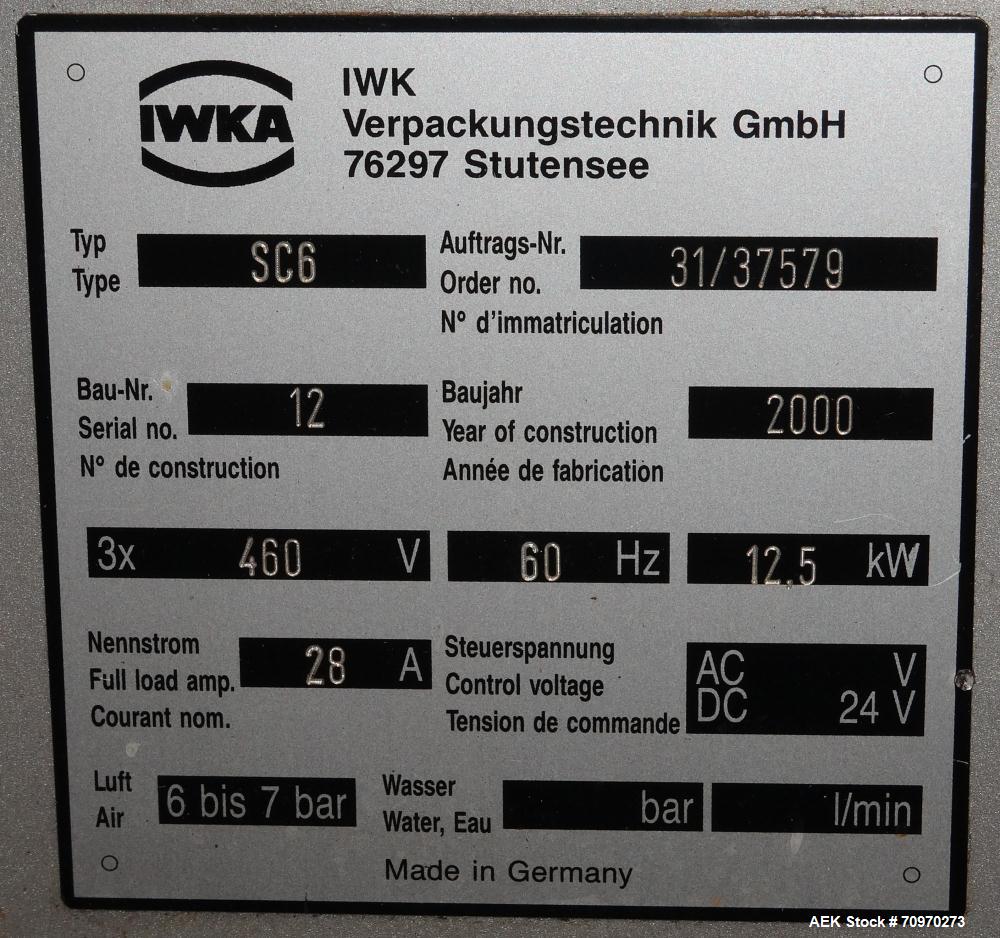 IWKA
IWK
Verpackungstechnik GmbH
76297 Stutensee
Typ
Type
SC6
Auftrags-Nr.
Order no.
N° d'immatriculation
31/37579
Bau-Nr.
Serial no.
N° de construction
12
Baujahr
Year of construction
Année de fabrication
2000
3x 460 V
60 Hz
12.5 kW
Nennstrom
Full load amp.
Courant nom.
28 A
Steuerspannung
Control voltage
Tension de commande
AC V
DC 24 V
Luft
Air
6 bis 7 bar
Wasser
Water, Eau
bar
l/min
Made in Germany
AEK Stock # 70970273